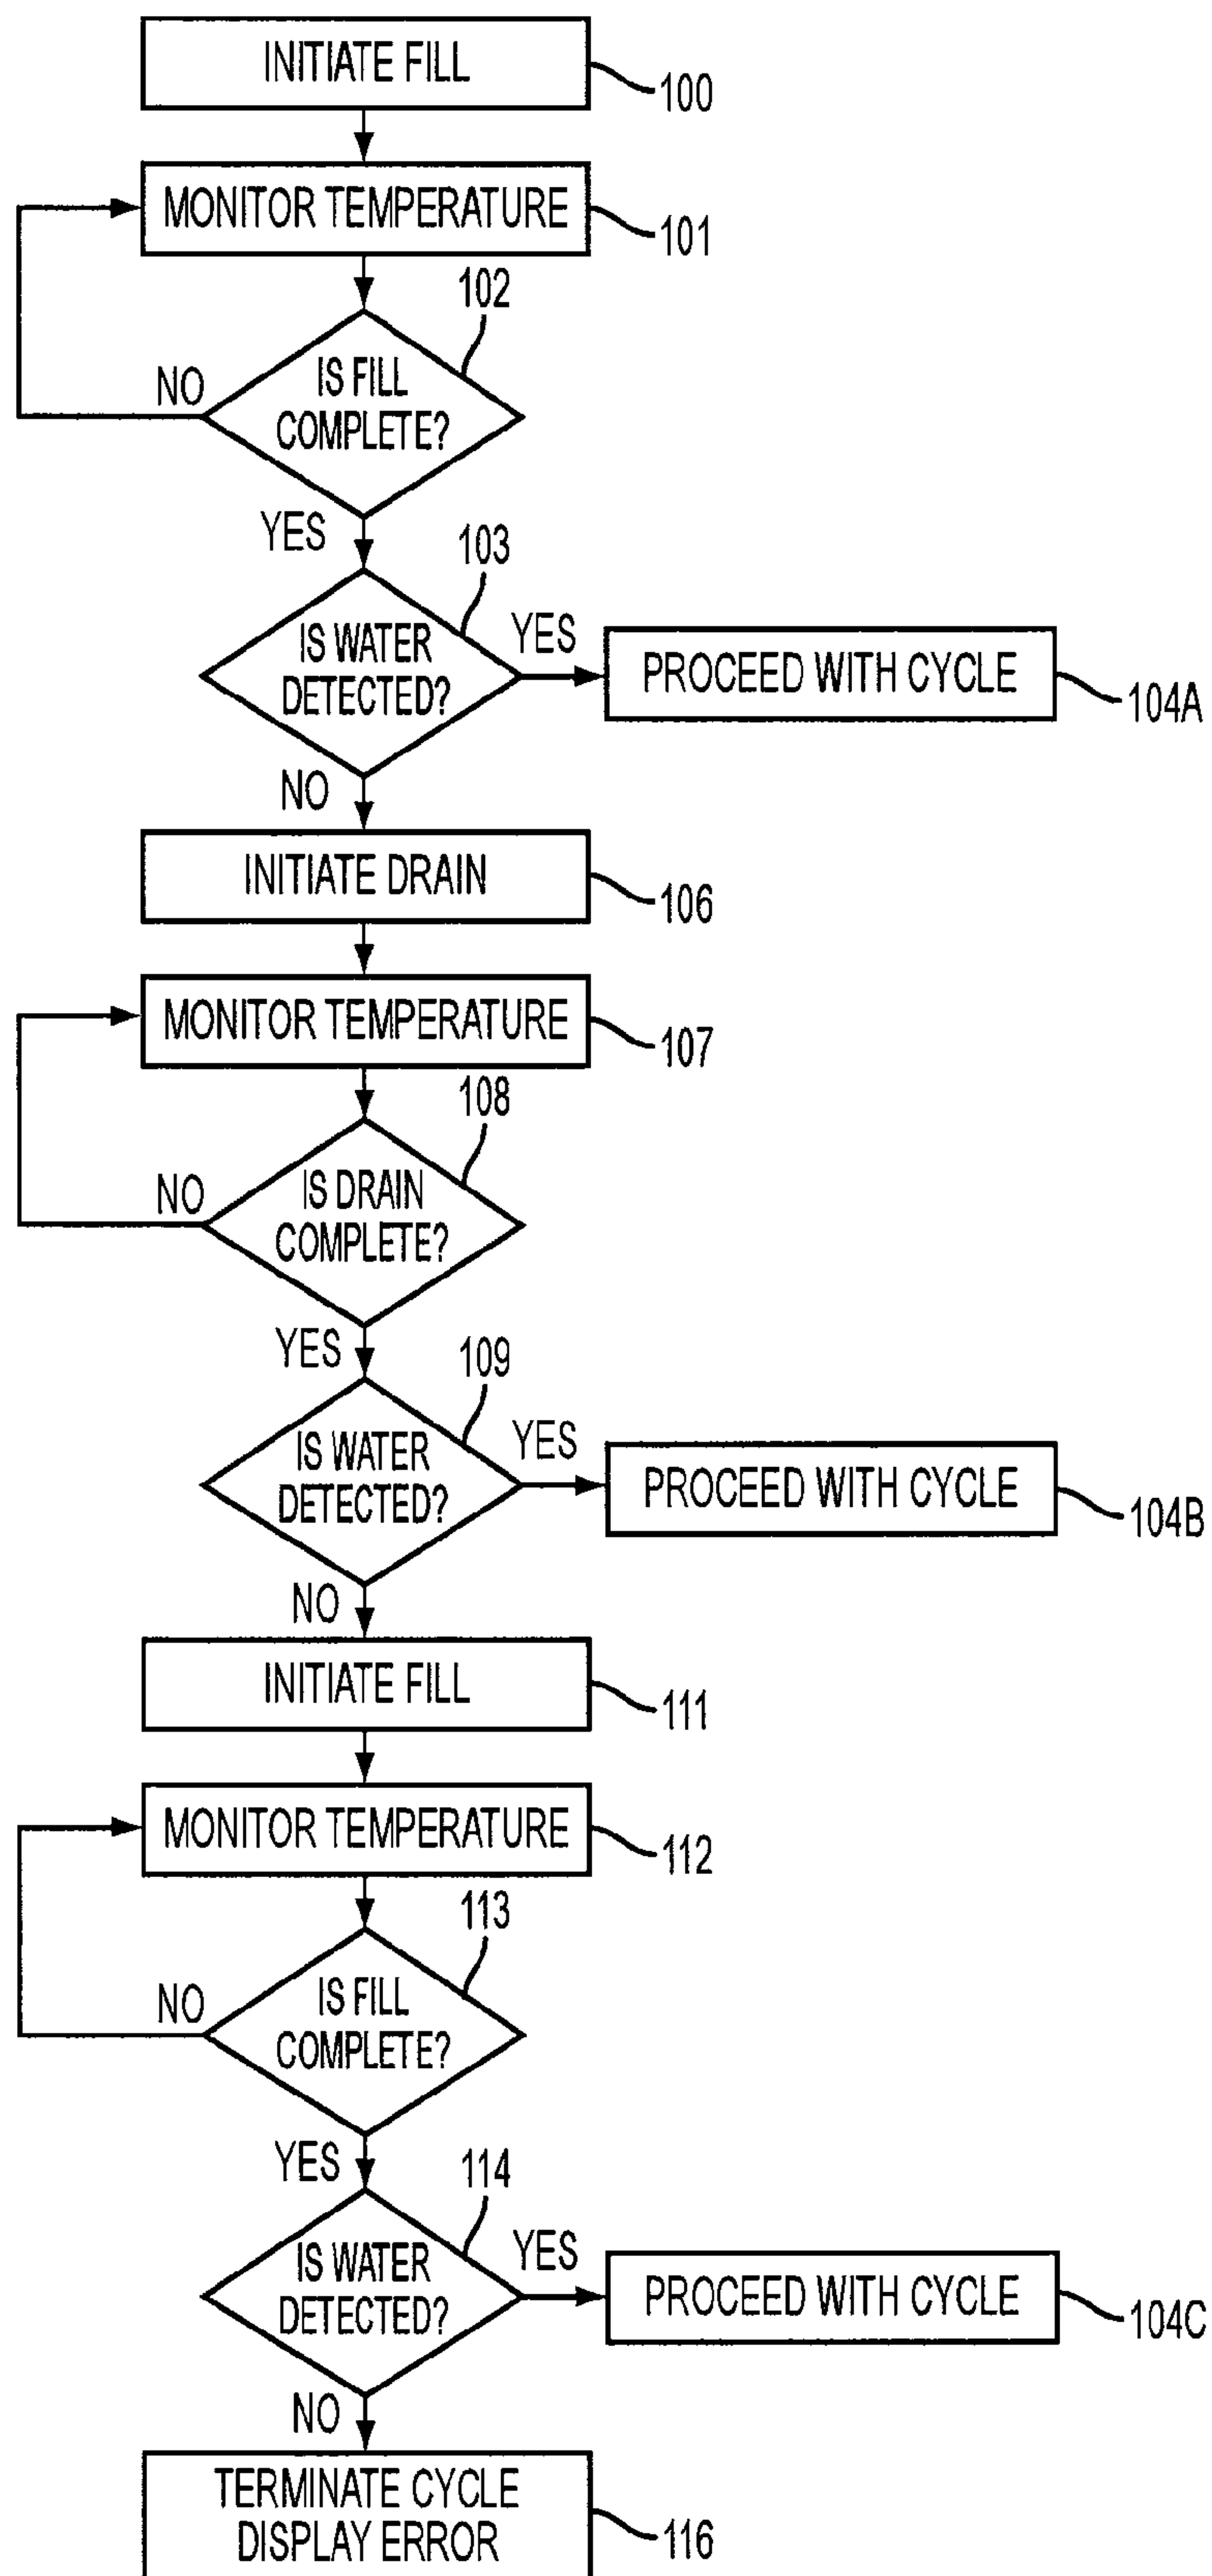 INITIATE FILL
100
MONITOR TEMPERATURE
101
102
IS FILL
COMPLETE?
NO
YES
103
IS WATER
DETECTED?
YES
PROCEED WITH CYCLE
104A
NO
INITIATE DRAIN
106
MONITOR TEMPERATURE
107
108
IS DRAIN
COMPLETE?
NO
YES
109
IS WATER
DETECTED?
YES
PROCEED WITH CYCLE
104B
NO
INITIATE FILL
111
MONITOR TEMPERATURE
112
113
IS FILL
COMPLETE?
NO
YES
114
IS WATER
DETECTED?
YES
PROCEED WITH CYCLE
104C
NO
TERMINATE CYCLE
DISPLAY ERROR
116